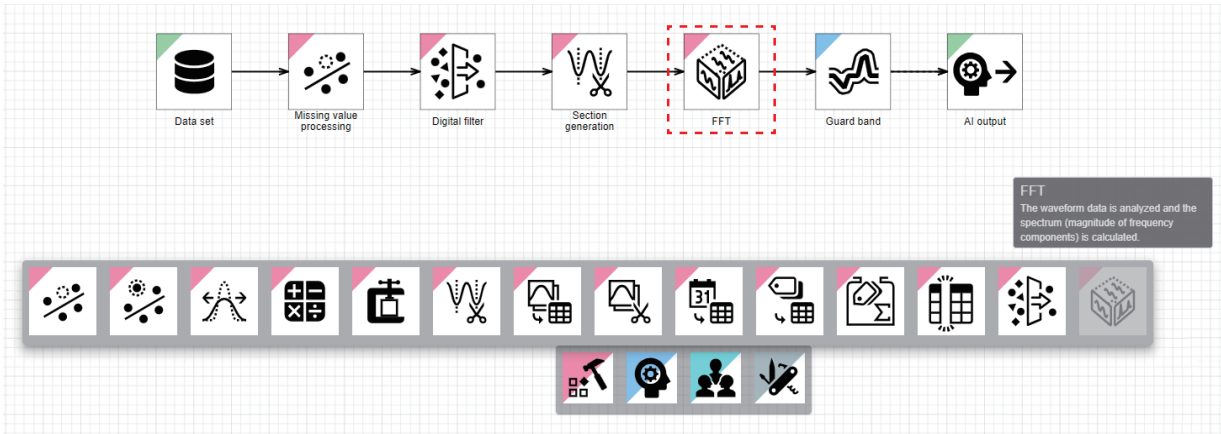 Data set
Missing value
processing
Digital filter
Section
generation
FFT
Guard band
AI output
FFT
The waveform data is analyzed and the
spectrum (magnitude of frequency
components) is calculated.
31